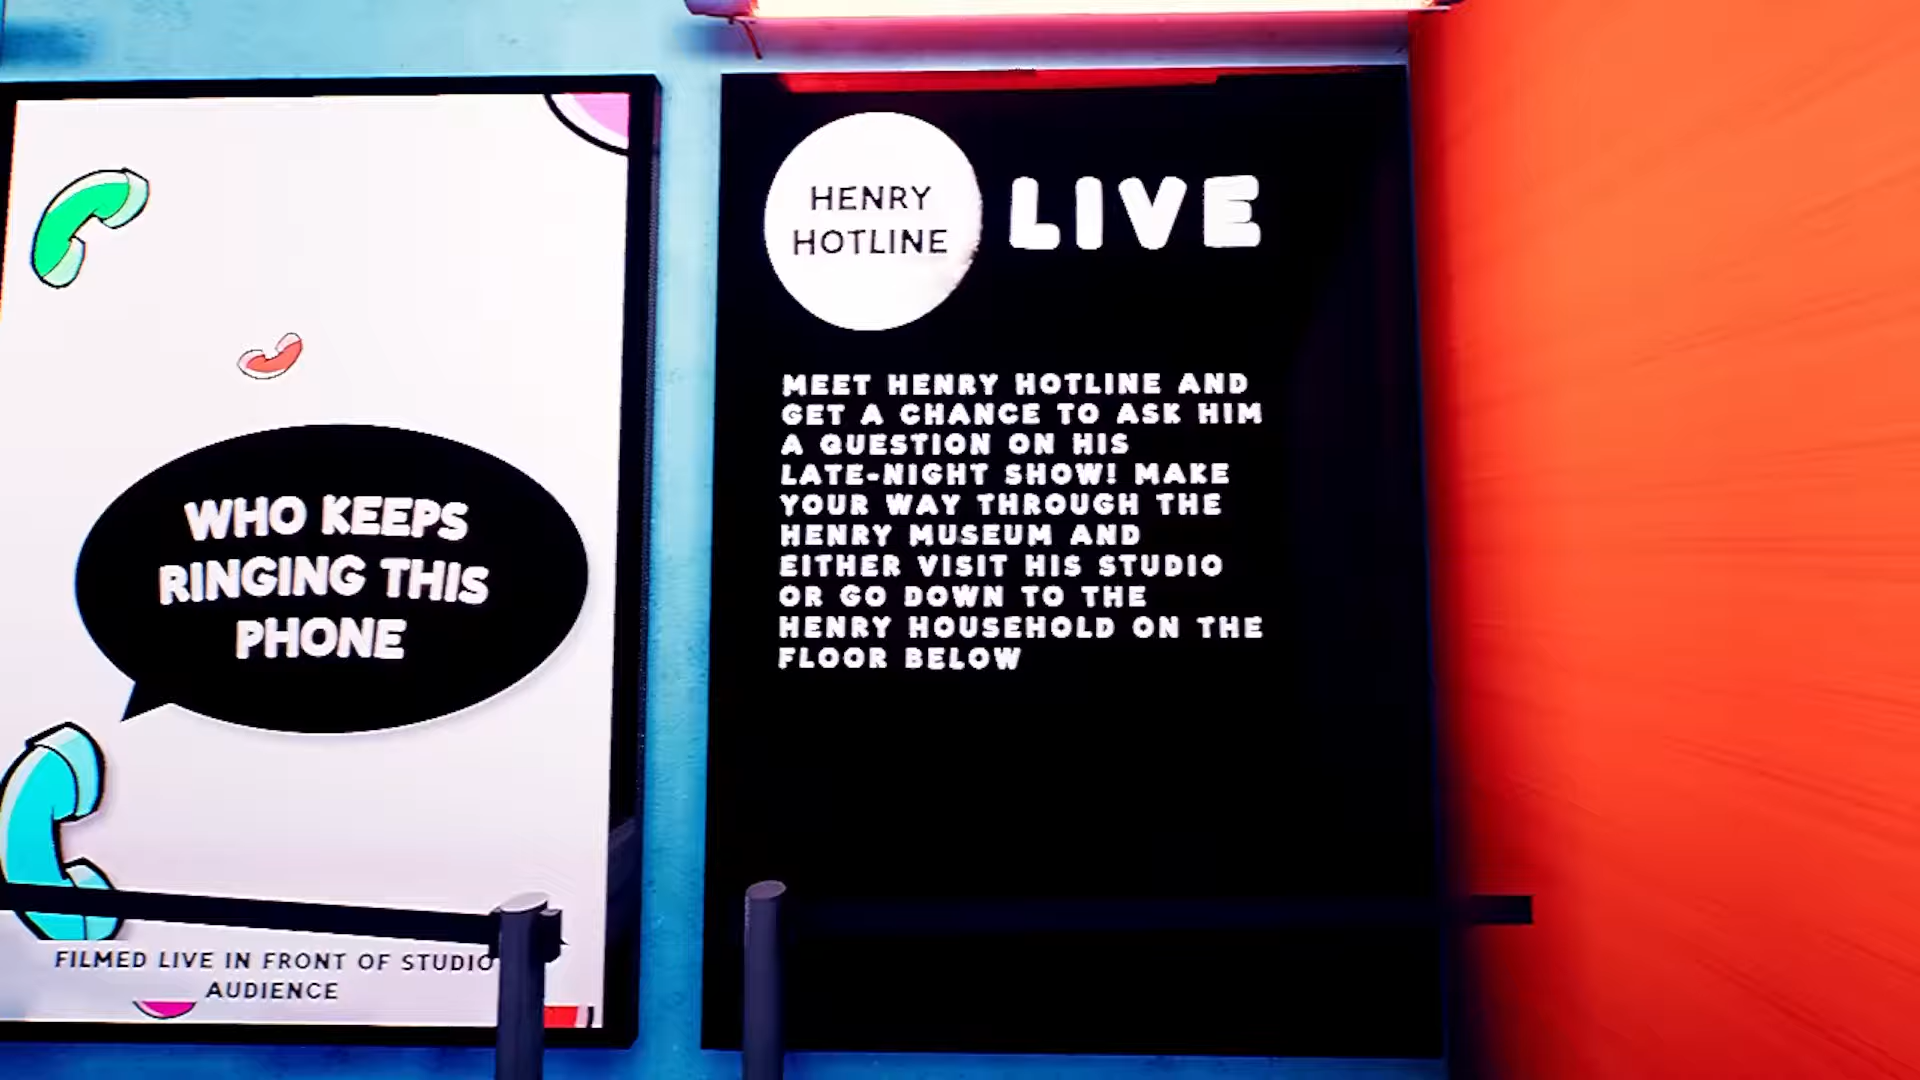 WHO KEEPS
RINGING THIS
PHONE
FILMED LIVE IN FRONT OF STUDIO
AUDIENCE
HENRY
HOTLINE
LIVE
MEET HENRY HOTLINE AND
GET A CHANCE TO ASK HIM
A QUESTION ON HIS
LATE-NIGHT SHOW! MAKE
YOUR WAY THROUGH THE
HENRY MUSEUM AND
EITHER VISIT HIS STUDIO
OR GO DOWN TO THE
HENRY HOUSEHOLD ON THE
FLOOR BELOW